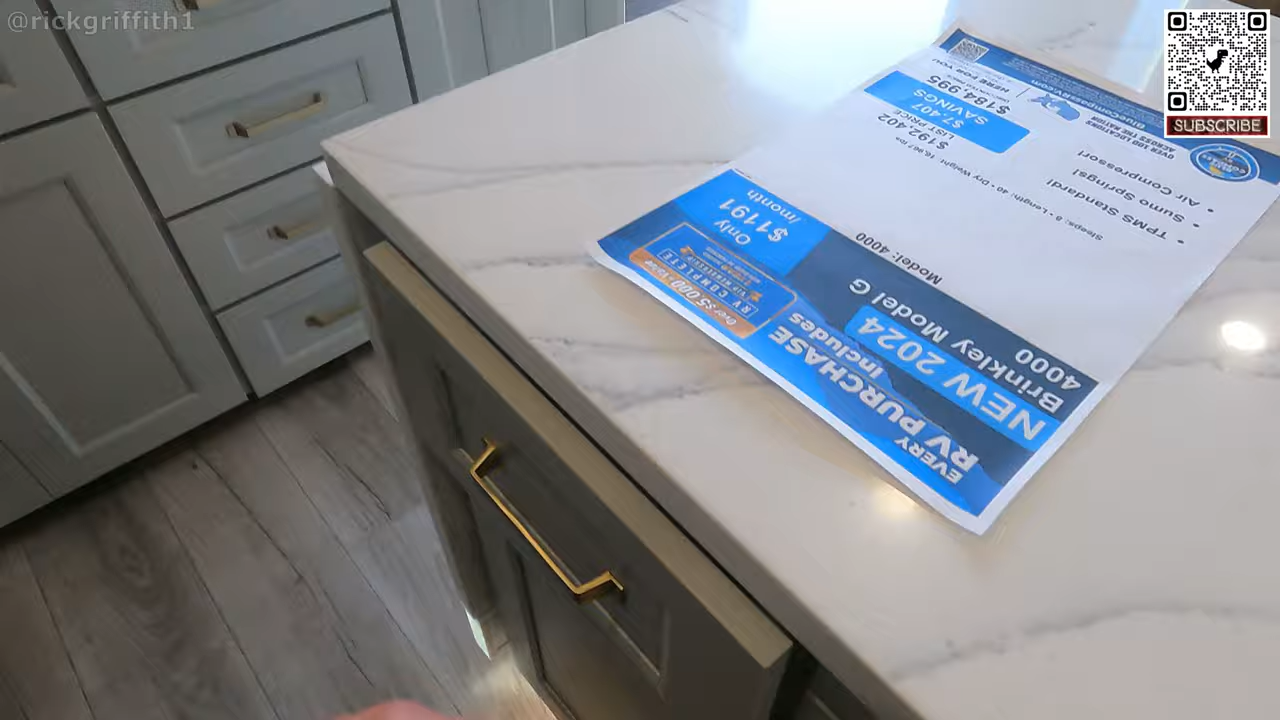 @rickgriffith1
SUBSCRIBE
EVERY
RV PURCHASE
Includes
Over $5,000 Value
RV COMPLETE
VIP MEMBERSHIP
Only
$1191
/month
NEW 2024
Brinkley Model G
4000
Model: 4000
Sleeps: 8 • Length: 40 • Dry Weight: 16,967 lbs
• TPMS Standard!
• Sumo Springs!
• Air Compressor!
$192,402
LIST PRICE
$7,407
SAVINGS
$184,995
HERE FOR YOU
BlueCompassRV.com
OVER 100 LOCATIONS
ACROSS THE NATION